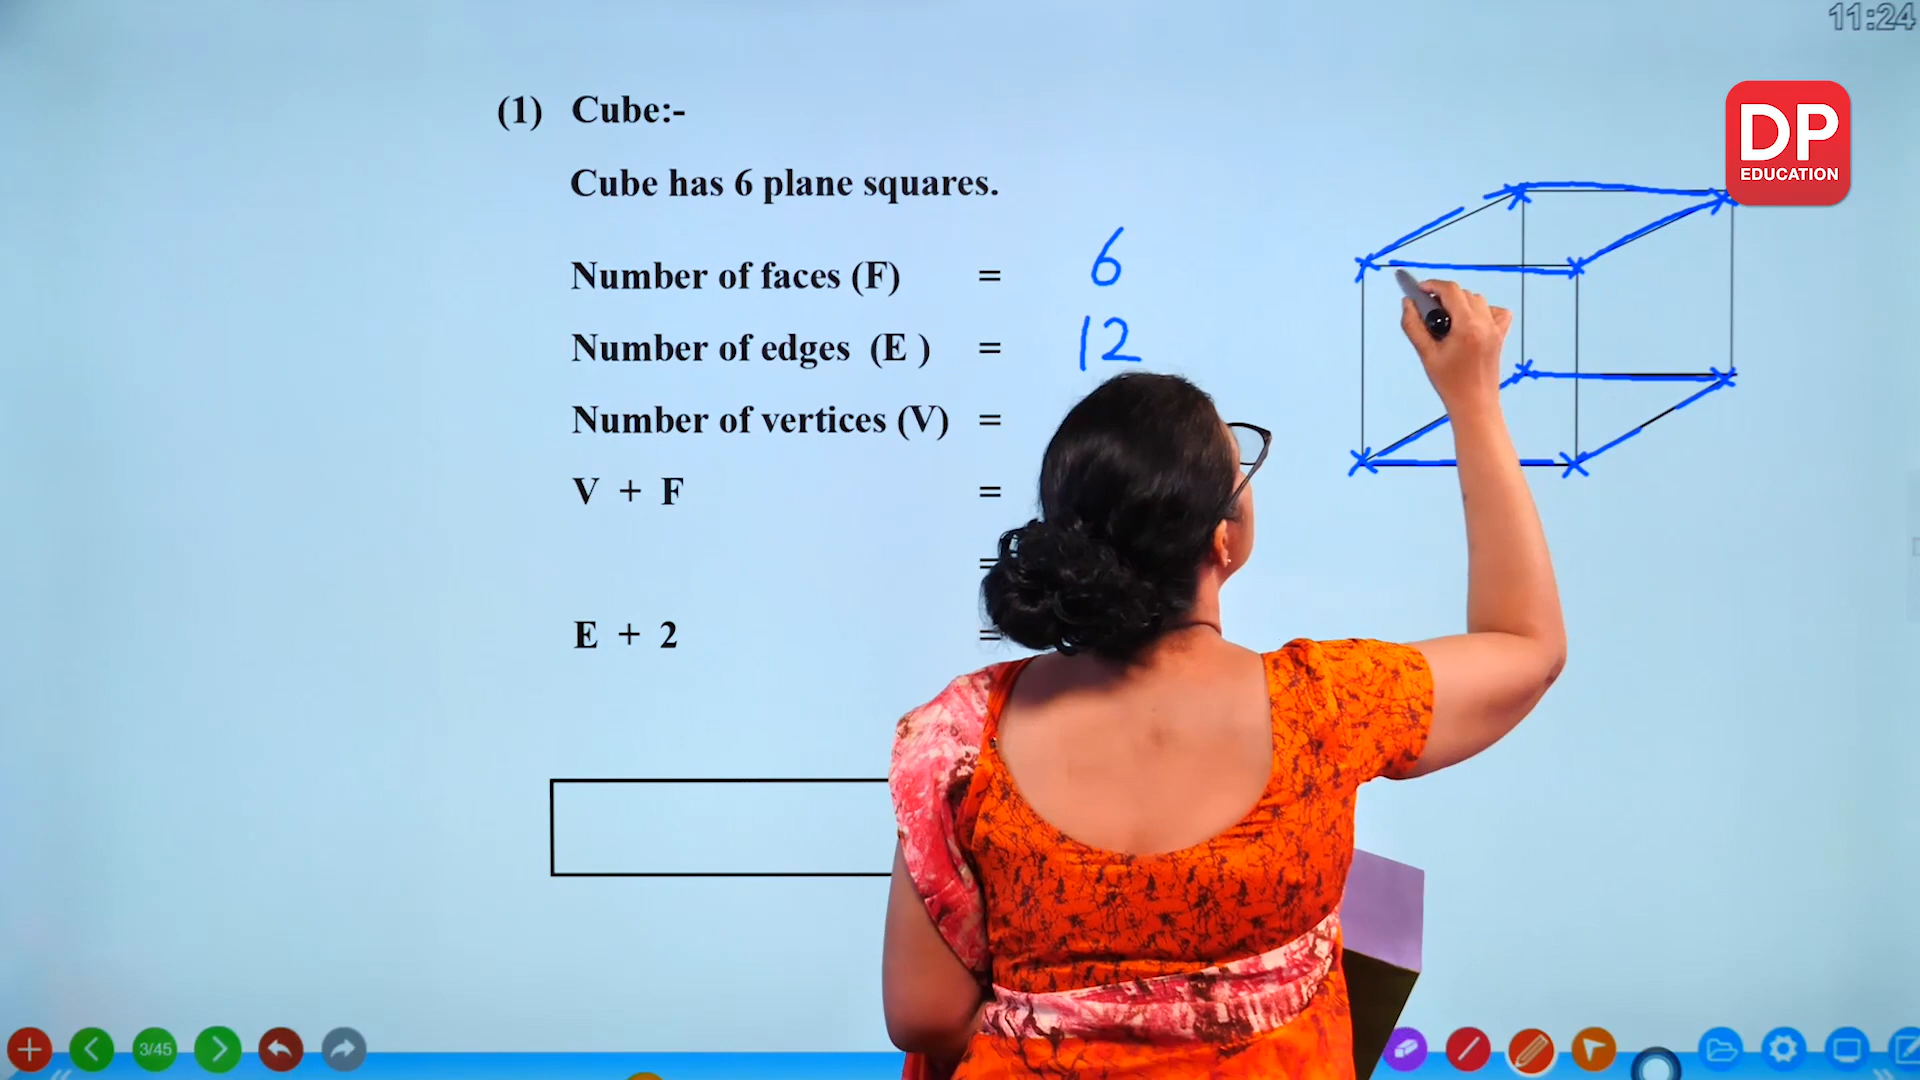 11:24
DP
EDUCATION
(1) Cube:-
Cube has 6 plane squares.
Number of faces (F) = 6
Number of edges (E ) = 12
Number of vertices (V) =
V + F =
=
E + 2 =
3/45